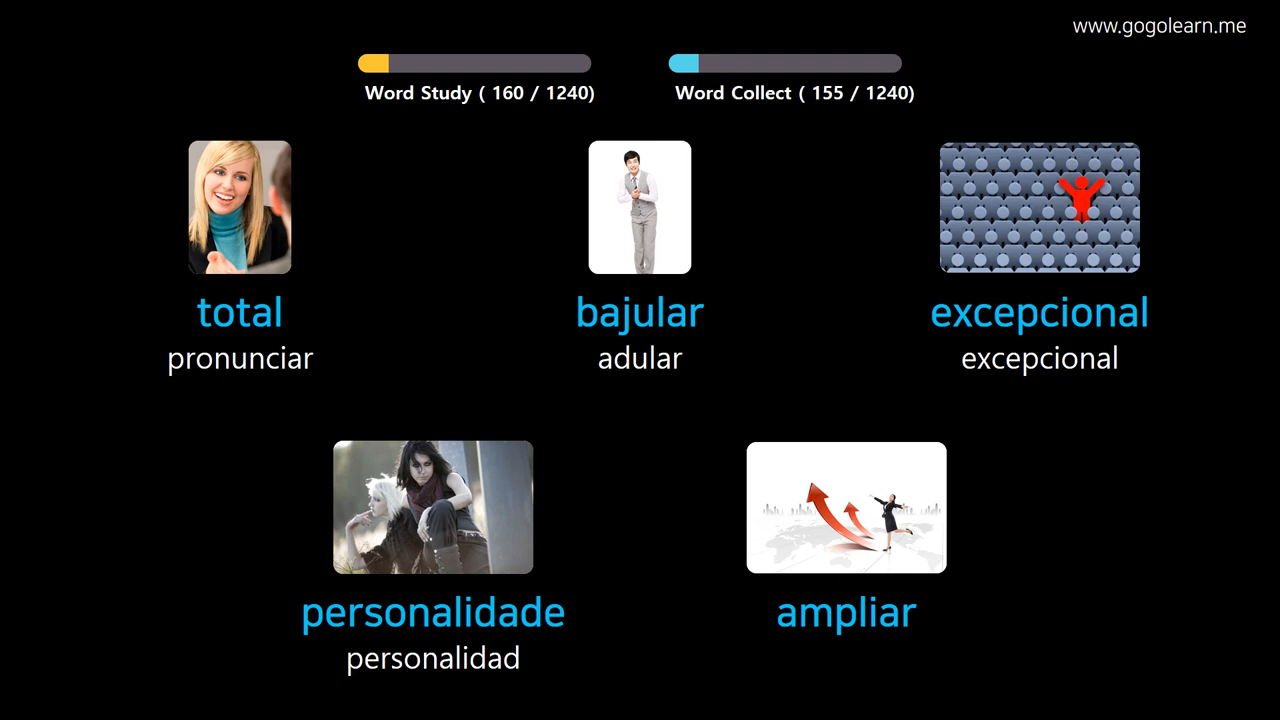 www.gogolearn.me
Word Study ( 160 / 1240)
Word Collect ( 155 / 1240)
total
pronunciar
bajular
adular
excepcional
excepcional
personalidade
personalidad
ampliar